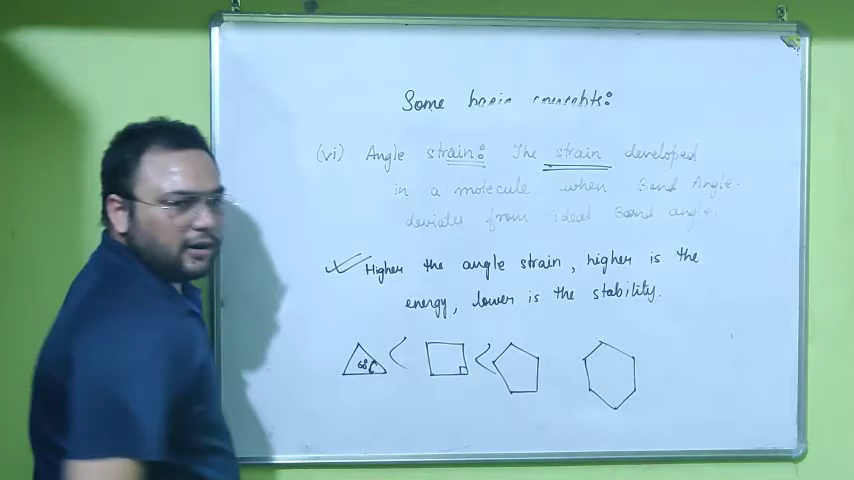 Some basic concepts:
(vi) Angle strain: The strain developed
in a molecule when Bond Angle.
deviates from ideal Bond angle.
Higher the angle strain, higher is the
energy, lower is the stability.
60° < <